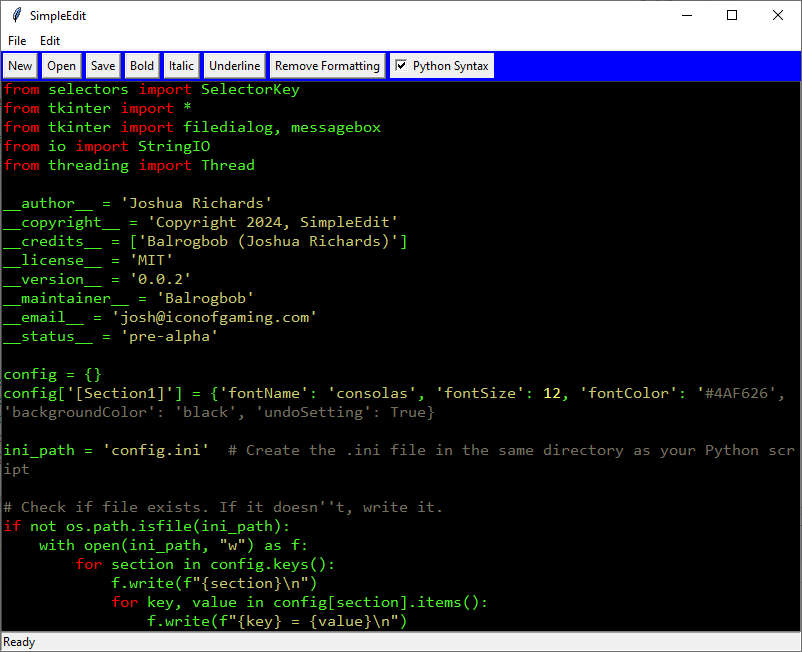 SimpleEdit
File Edit
New Open Save Bold Italic Underline Remove Formatting Python Syntax
from selectors import SelectorKey
from tkinter import *
from tkinter import filedialog, messagebox
from io import StringIO
from threading import Thread
__author__ = 'Joshua Richards'
__copyright__ = 'Copyright 2024, SimpleEdit'
__credits__ = ['Balrogbob (Joshua Richards)']
__license__ = 'MIT'
__version__ = '0.0.2'
__maintainer__ = 'Balrogbob'
__email__ = 'josh@iconofgaming.com'
__status__ = 'pre-alpha'
config = {}
config['[Section1]'] = {'fontName': 'consolas', 'fontSize': 12, 'fontColor': '#4AF626',
'backgroundColor': 'black', 'undoSetting': True}
ini_path = 'config.ini'  # Create the .ini file in the same directory as your Python scr
ipt
# Check if file exists. If it doesn''t, write it.
if not os.path.isfile(ini_path):
    with open(ini_path, "w") as f:
        for section in config.keys():
            f.write(f"{section}\n")
            for key, value in config[section].items():
                f.write(f"{key} = {value}\n")
Ready